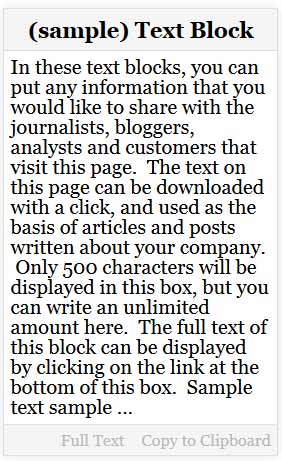 (sample) Text Block
In these text blocks, you can
put any information that you
would like to share with the
journalists, bloggers,
analysts and customers that
visit this page.  The text on
this page can be downloaded
with a click, and used as the
basis of articles and posts
written about your company.
 Only 500 characters will be
displayed in this box, but you
can write an unlimited
amount here.  The full text of
this block can be displayed
by clicking on the link at the
bottom of this box.  Sample
text sample ...
Full Text    Copy to Clipboard